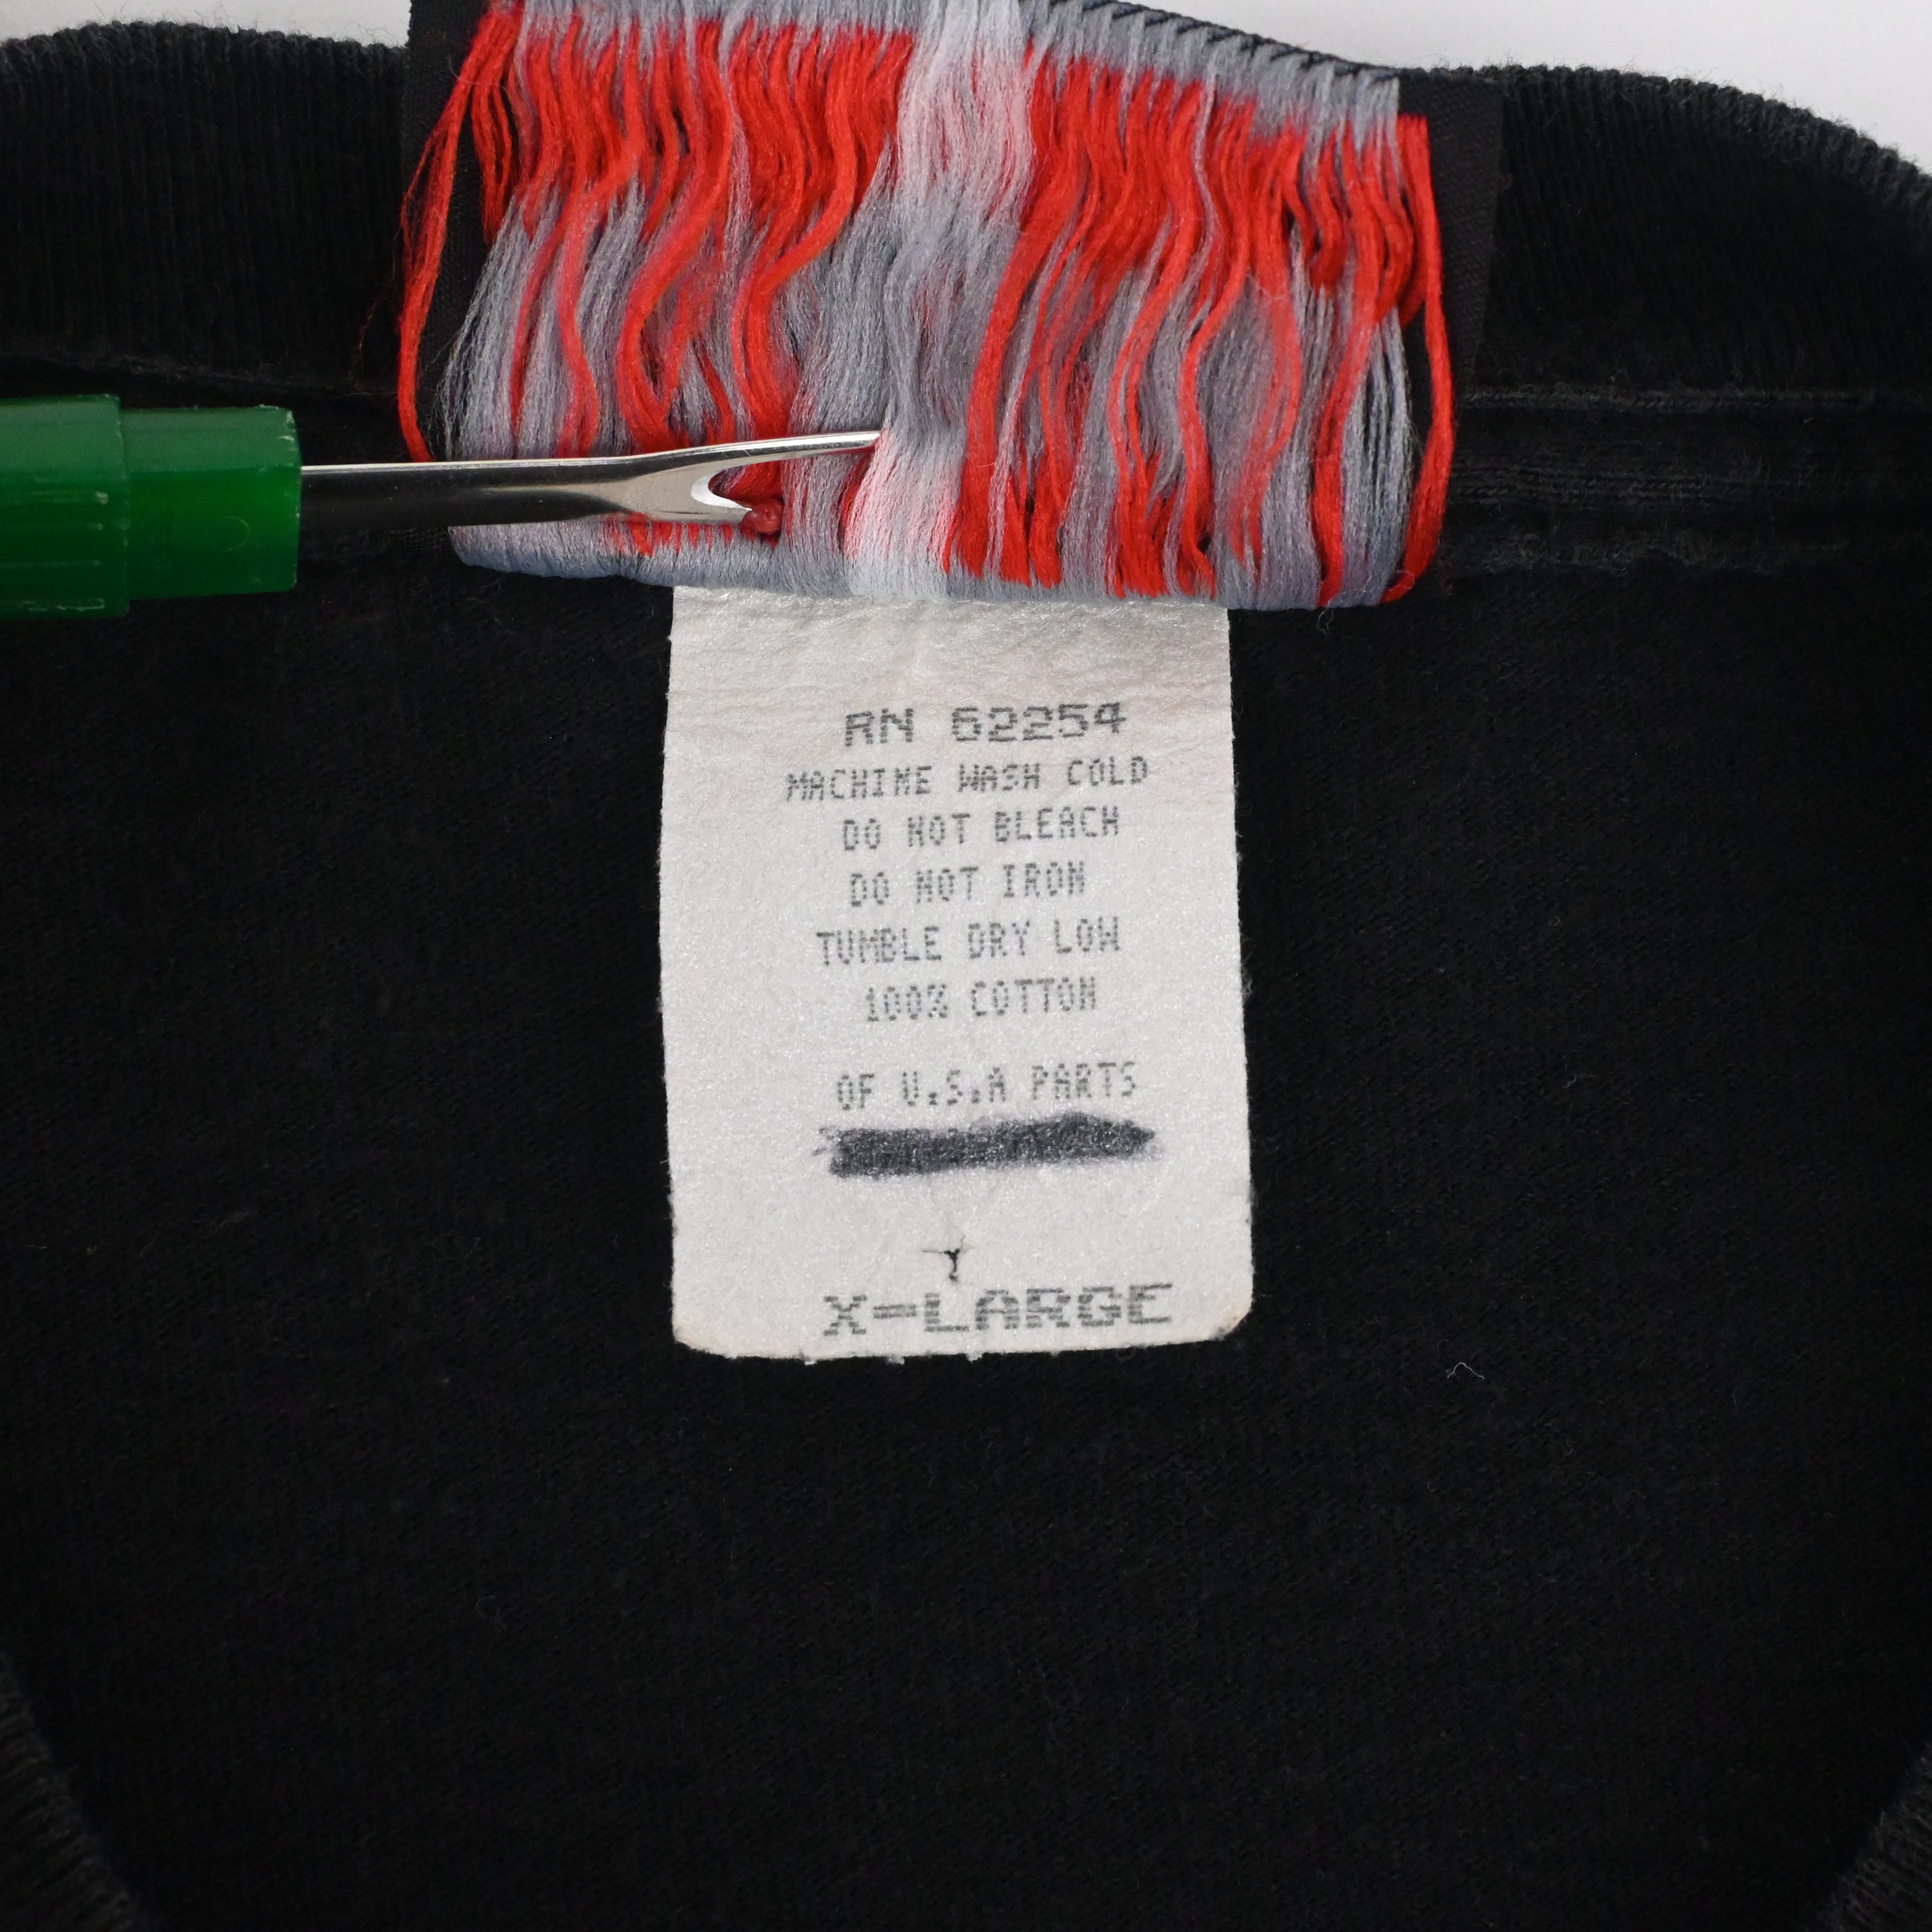 RN 62254
MACHINE WASH COLD
DO NOT BLEACH
DO NOT IRON
TUMBLE DRY LOW
100% COTTON
OF U.S.A PARTS
X-LARGE